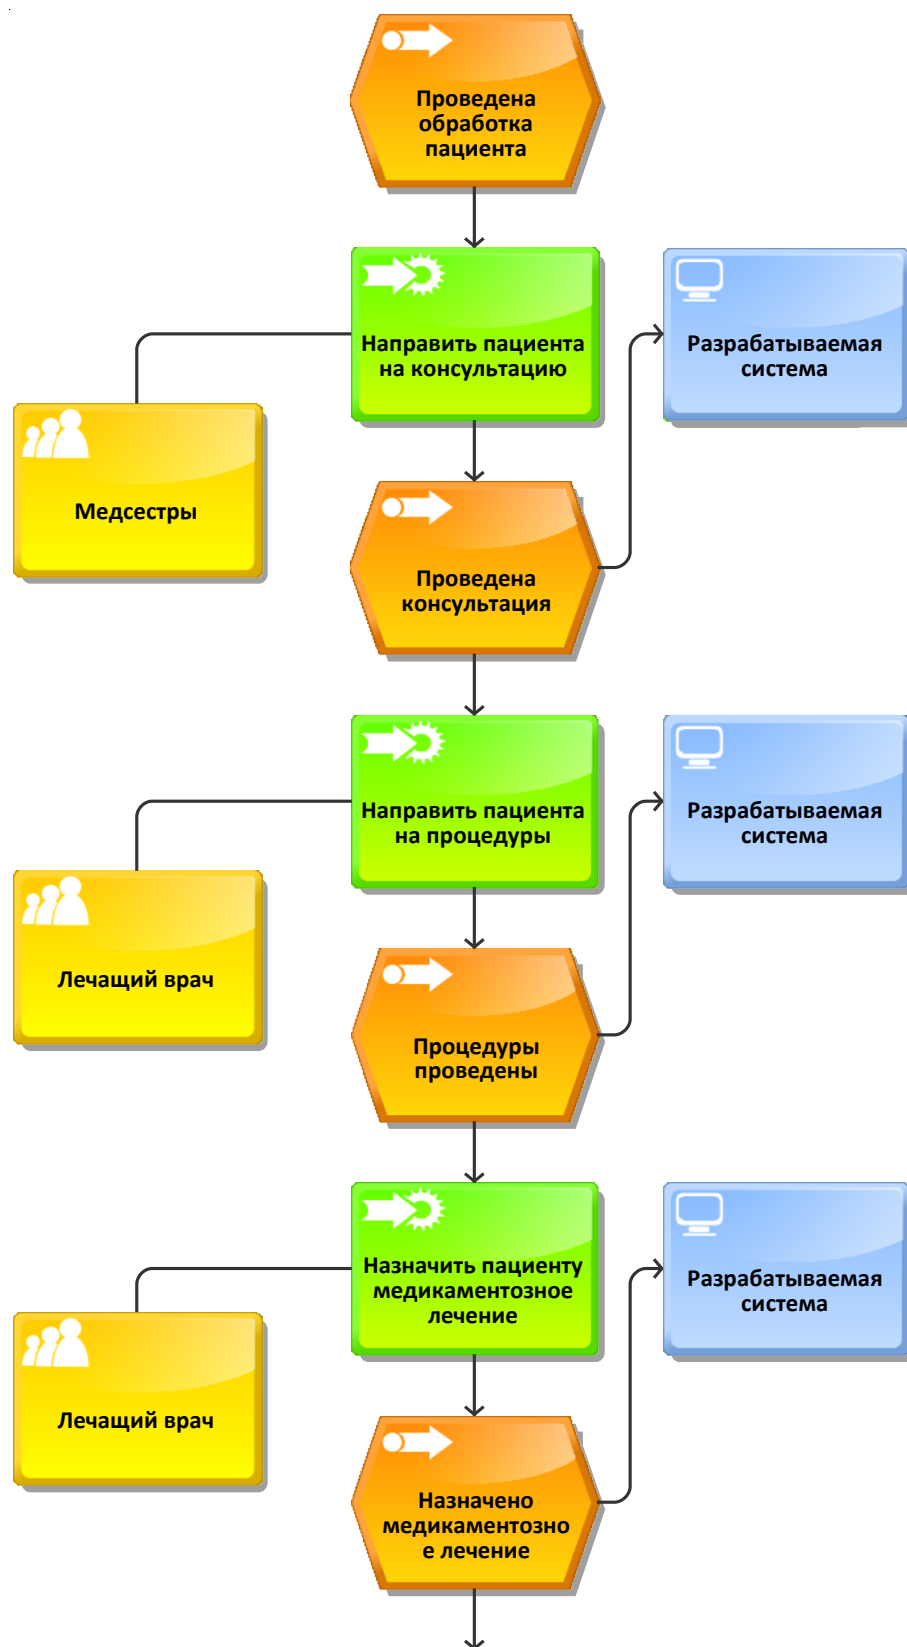 Проведена
обработка
пациента
Направить пациента
на консультацию
Разрабатываемая
система
Медсестры
Проведена
консультация
Направить пациента
на процедуры
Разрабатываемая
система
Лечащий врач
Процедуры
проведены
Назначить пациенту
медикаментозное
лечение
Разрабатываемая
система
Лечащий врач
Назначено
медикаментозно
е лечение